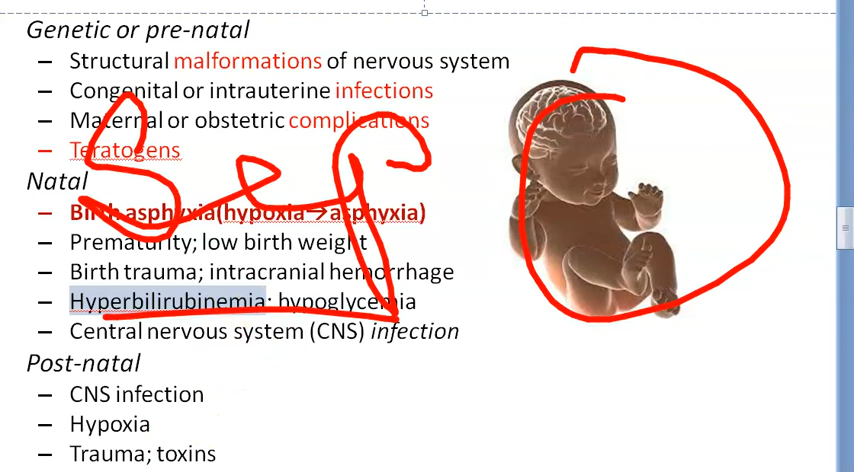 Genetic or pre-natal
– Structural malformations of nervous system
– Congenital or intrauterine infections
– Maternal or obstetric complications
– Teratogens
Natal
– Birth asphyxia(hypoxia→asphyxia)
– Prematurity; low birth weight
– Birth trauma; intracranial hemorrhage
– Hyperbilirubinemia; hypoglycemia
– Central nervous system (CNS) infection
Post-natal
– CNS infection
– Hypoxia
– Trauma; toxins